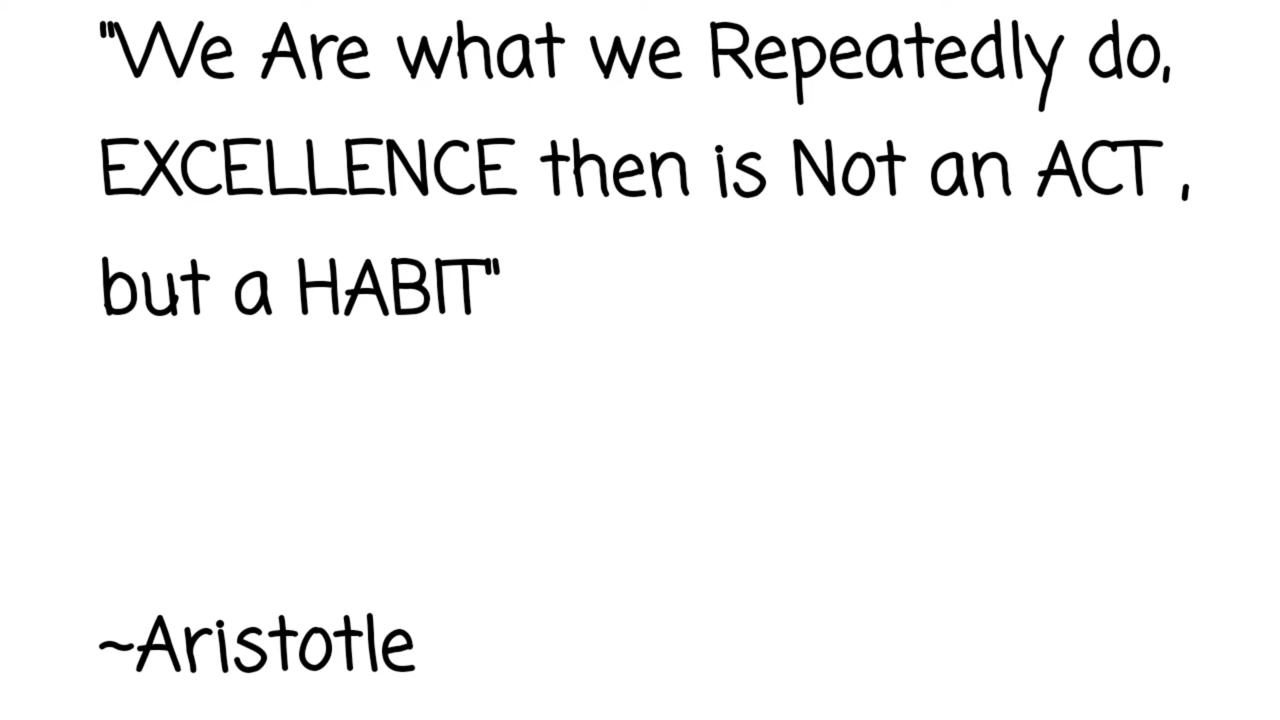 "We Are what we Repeatedly do,
EXCELLENCE then is Not an ACT ,
but a HABIT"
~Aristotle